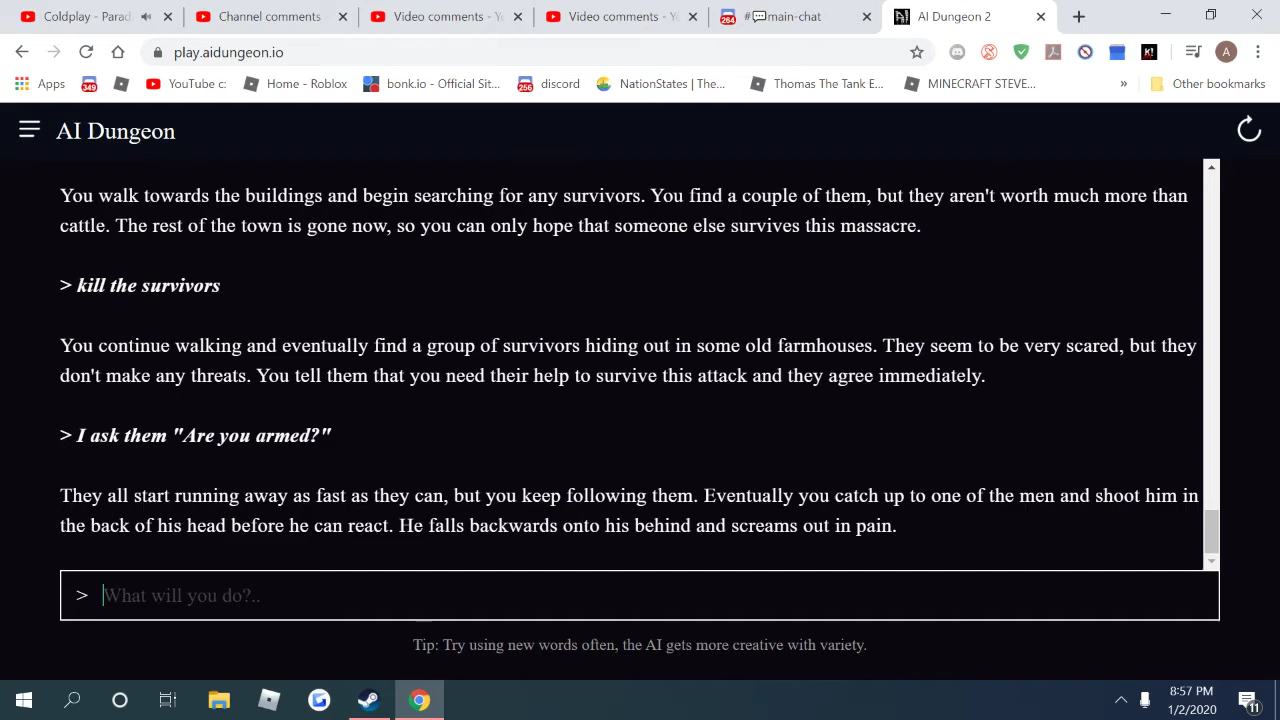 Coldplay - Parad
Channel comments
Video comments - Y
Video comments - Y
264
#💬main-chat
AI Dungeon 2
play.aidungeon.io
K!
A
Apps
349
YouTube c:
Home - Roblox
bonk.io - Official Sit...
256
discord
NationStates | The...
Thomas The Tank E...
MINECRAFT STEVE...
»
Other bookmarks
AI Dungeon
You walk towards the buildings and begin searching for any survivors. You find a couple of them, but they aren't worth much more than
cattle. The rest of the town is gone now, so you can only hope that someone else survives this massacre.
> kill the survivors
You continue walking and eventually find a group of survivors hiding out in some old farmhouses. They seem to be very scared, but they
don't make any threats. You tell them that you need their help to survive this attack and they agree immediately.
> I ask them "Are you armed?"
They all start running away as fast as they can, but you keep following them. Eventually you catch up to one of the men and shoot him in
the back of his head before he can react. He falls backwards onto his behind and screams out in pain.
> What will you do?..
Tip: Try using new words often, the AI gets more creative with variety.
8:57 PM
1/2/2020
11